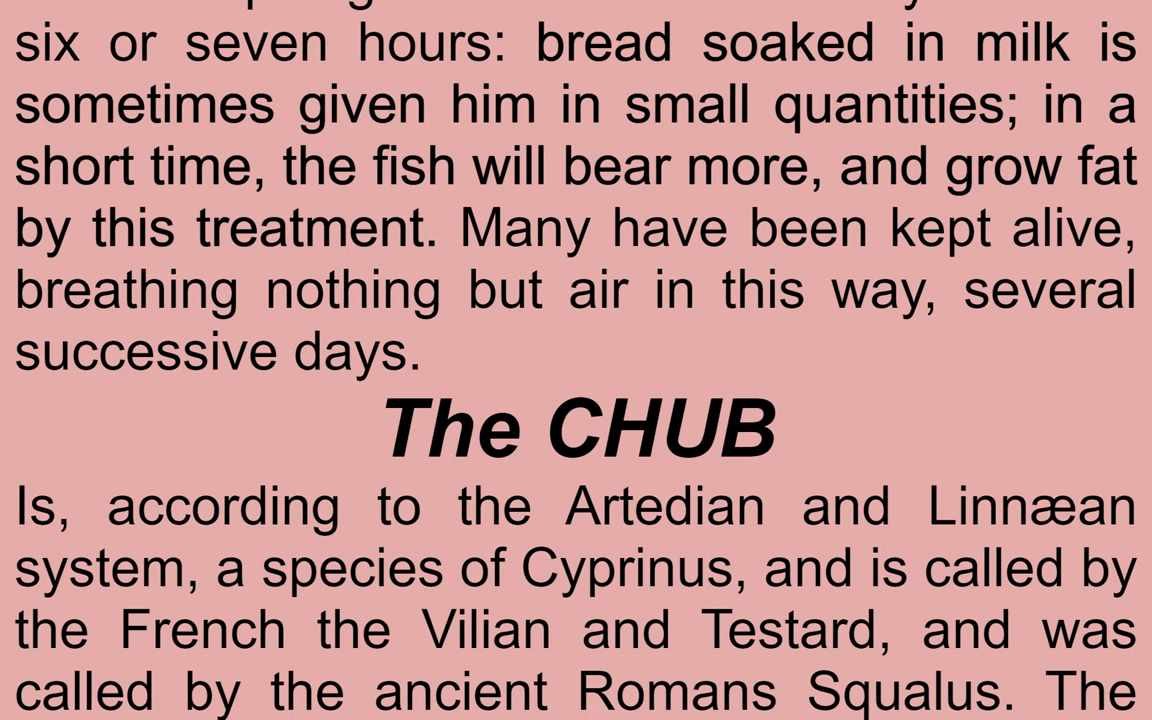 six or seven hours: bread soaked in milk is
sometimes given him in small quantities; in a
short time, the fish will bear more, and grow fat
by this treatment. Many have been kept alive,
breathing nothing but air in this way, several
successive days.
The CHUB
Is, according to the Artedian and Linnæan
system, a species of Cyprinus, and is called by
the French the Vilian and Testard, and was
called by the ancient Romans Squalus. The